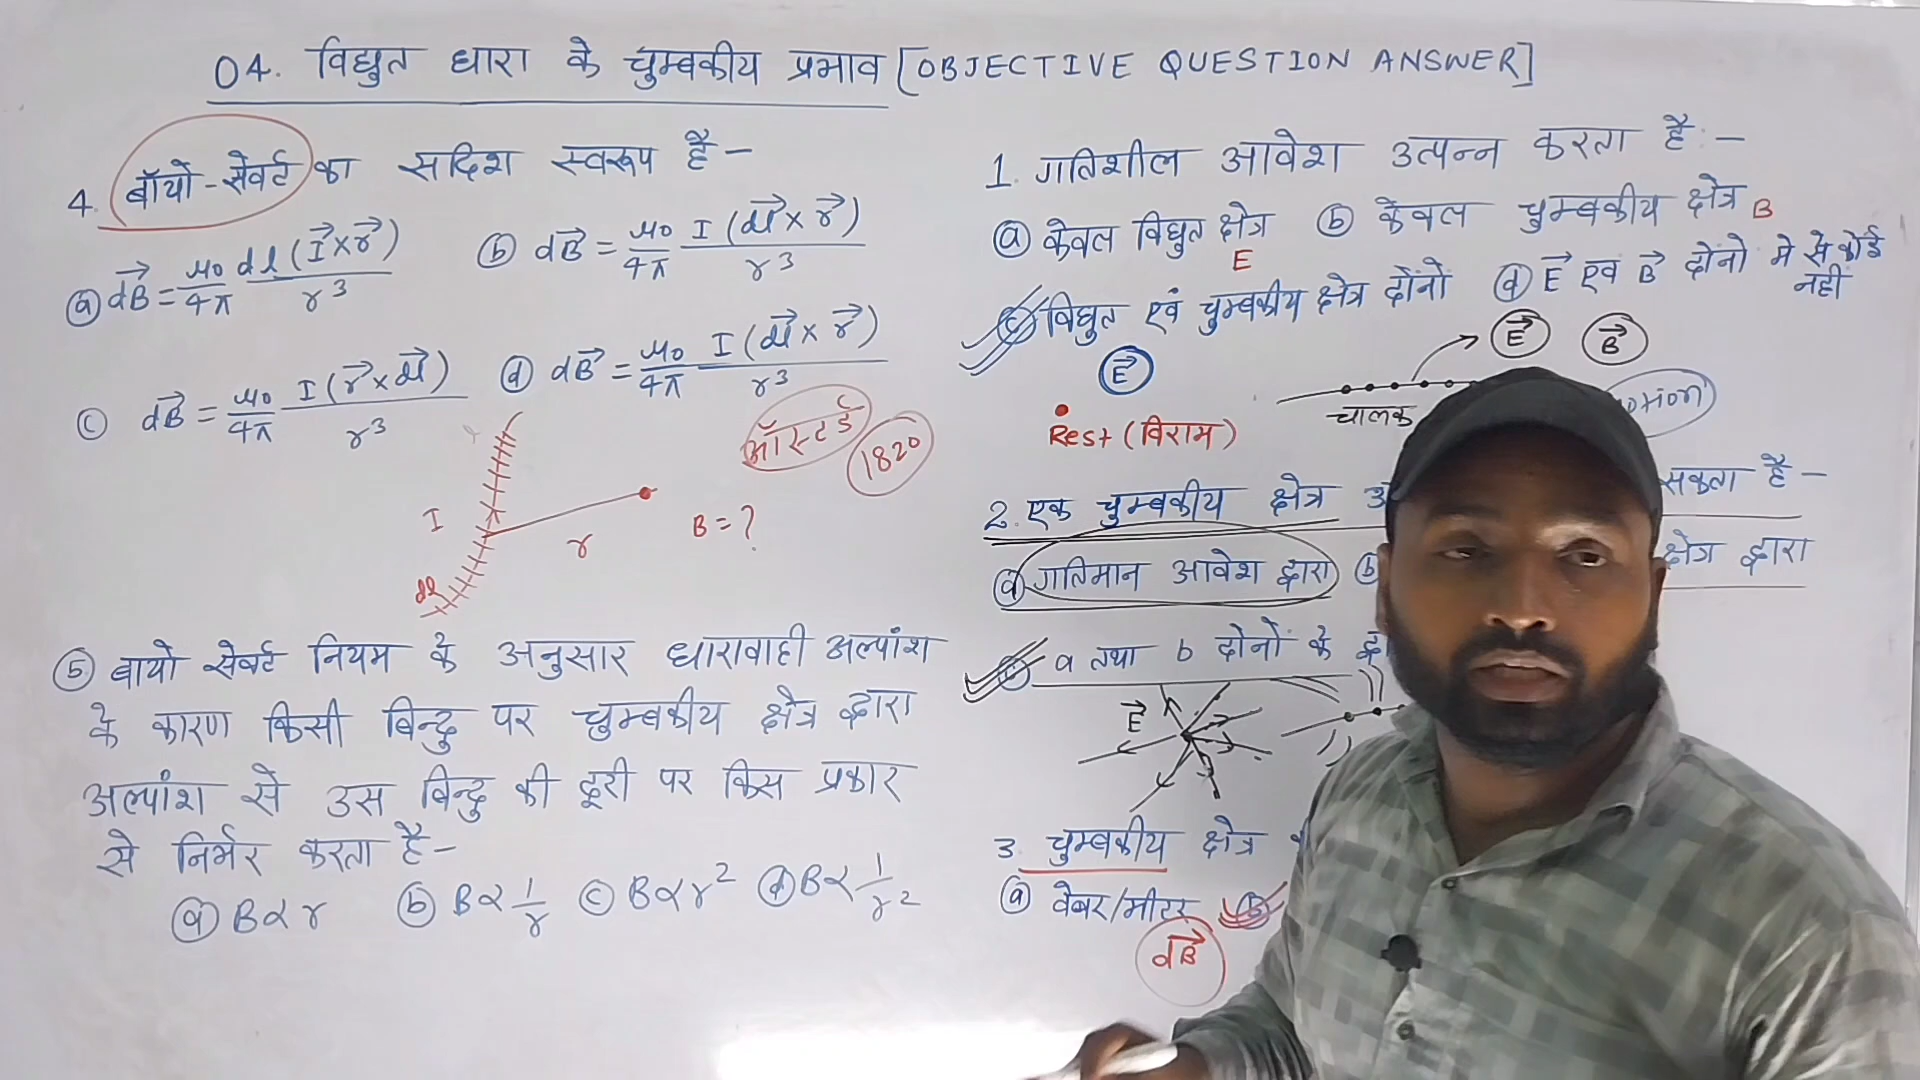 04. विद्युत धारा के चुम्बकीय प्रभाव [OBJECTIVE QUESTION ANSWER]
4. बॉयो-सेवर्ट का सदिश स्वरूप है -
ⓐ dB⃗ = μ₀/4π dl(I⃗×r⃗)/r³ ⓑ dB⃗ = μ₀/4π I(dl⃗×r⃗)/r³
ⓒ dB⃗ = μ₀/4π I(r⃗×dl⃗)/r³ ⓓ dB⃗ = μ₀/4π I(dl⃗×r⃗)/r³
ऑस्टर्ड 1820
I r B = ?
dl
⑤ बायो सेवर्ट नियम के अनुसार धारावाही अल्पांश
के कारण किसी बिन्दु पर चुम्बकीय क्षेत्र द्वारा
अल्पांश से उस बिन्दु की दूरी पर किस प्रकार
से निर्भर करता है-
ⓐ B∝r ⓑ B∝1/r ⓒ B∝r² ⓓ B∝1/r²
1. गतिशील आवेश उत्पन्न करता है:-
ⓐ केवल विद्युत क्षेत्र ⓑ केवल चुम्बकीय क्षेत्र B
E
ⓒ विद्युत एवं चुम्बकीय क्षेत्र दोनो ⓓ E⃗ एवं B⃗ दोनो मे से कोई
नही
E⃗ E⃗ B⃗
Rest (विराम) चालक
2. एक चुम्बकीय क्षेत्र सकता है-
ⓐ गतिमान आवेश द्वारा ⓑ क्षेत्र द्वारा
ⓒ a तथा b दोनो के
E⃗
3. चुम्बकीय क्षेत्र
ⓐ वेबर/मीटर ⓑ
dB⃗